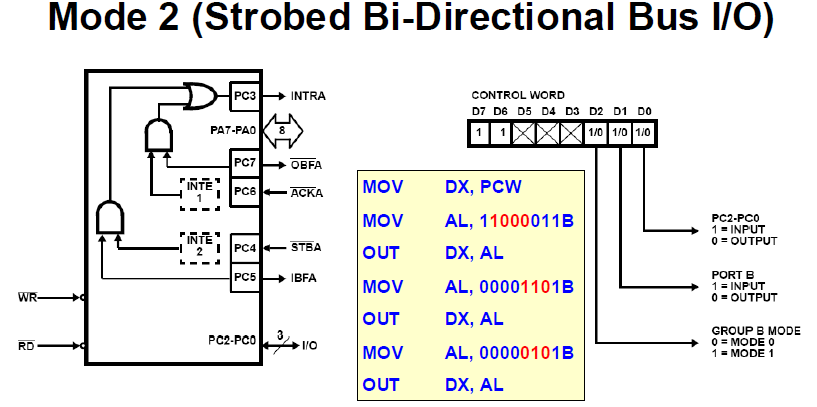 Mode 2 (Strobed Bi-Directional Bus I/O)
PC3 INTRA
PA7-PA0 8
PC7 OBFA
INTE 1
PC6 ACKA
INTE 2
PC4 STBA
PC5 IBFA
WR
RD
PC2-PC0 3 I/O
MOV DX, PCW
MOV AL, 11000011B
OUT DX, AL
MOV AL, 00001101B
OUT DX, AL
MOV AL, 00000101B
OUT DX, AL
CONTROL WORD
D7 D6 D5 D4 D3 D2 D1 D0
1 1 1/0 1/0 1/0
PC2-PC0
1 = INPUT
0 = OUTPUT
PORT B
1 = INPUT
0 = OUTPUT
GROUP B MODE
0 = MODE 0
1 = MODE 1